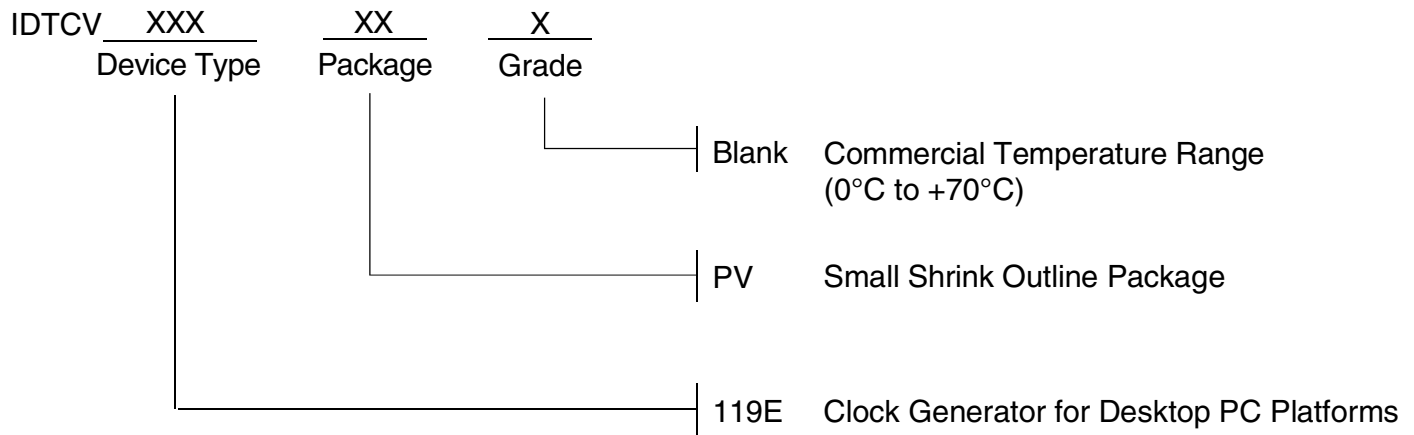 IDTCV XXX XX X
Device Type Package Grade
Blank Commercial Temperature Range
(0°C to +70°C)
PV Small Shrink Outline Package
119E Clock Generator for Desktop PC Platforms